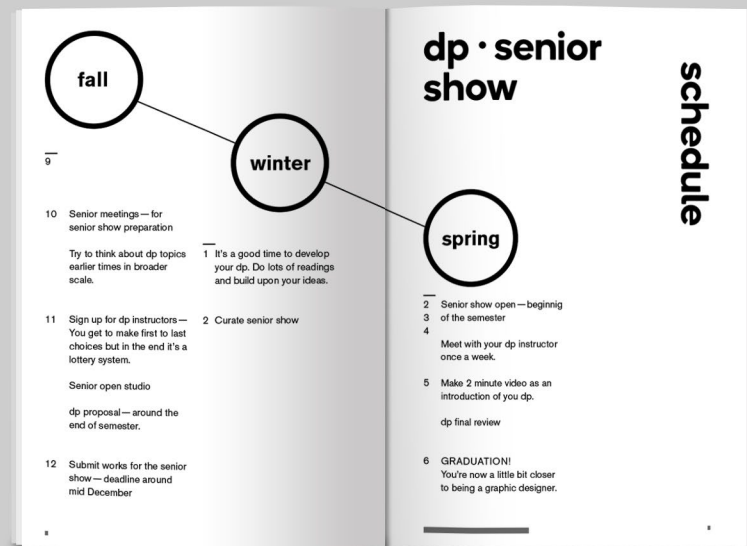 fall
9
10 Senior meetings — for
senior show preparation
Try to think about dp topics
earlier times in broader
scale.
11 Sign up for dp instructors —
You get to make first to last
choices but in the end it's a
lottery system.
Senior open studio
dp proposal — around the
end of semester.
12 Submit works for the senior
show — deadline around
mid December
winter
1 It's a good time to develop
your dp. Do lots of readings
and build upon your ideas.
2 Curate senior show
dp · senior
show
schedule
spring
2 Senior show open — beginnig
3 of the semester
4
Meet with your dp instructor
once a week.
5 Make 2 minute video as an
introduction of you dp.
dp final review
6 GRADUATION!
You're now a little bit closer
to being a graphic designer.